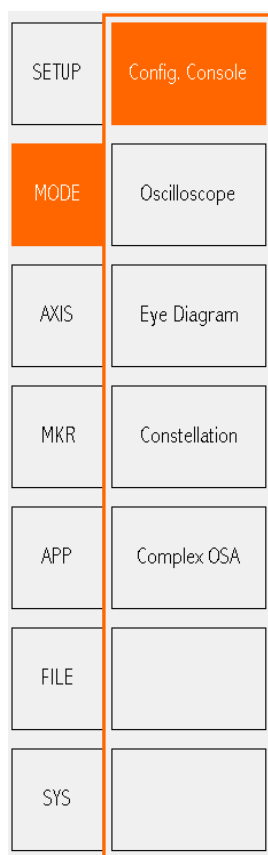 SETUP
Config. Console
MODE
Oscilloscope
AXIS
Eye Diagram
MKR
Constellation
APP
Complex OSA
FILE
SYS